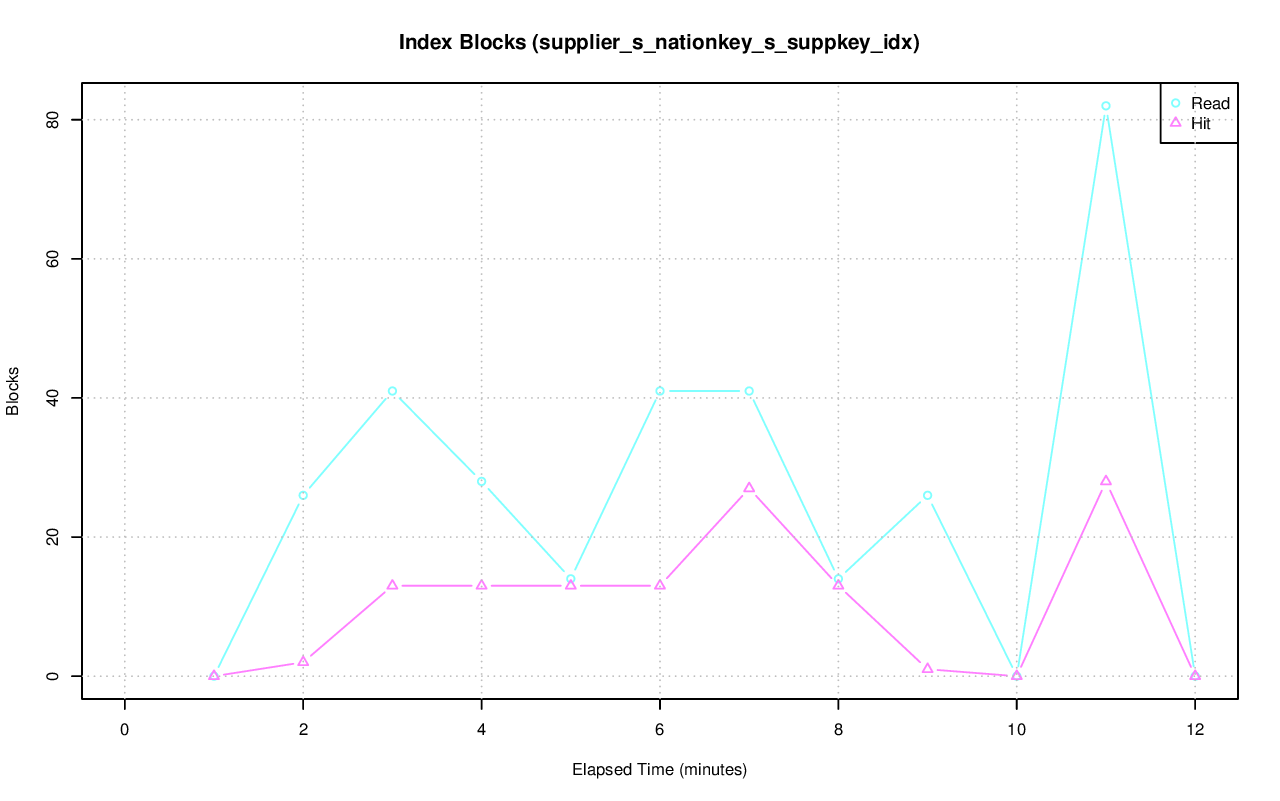 Index Blocks (supplier_s_nationkey_s_suppkey_idx)
Read
Hit
80
60
40
20
0
Blocks
0 2 4 6 8 10 12
Elapsed Time (minutes)